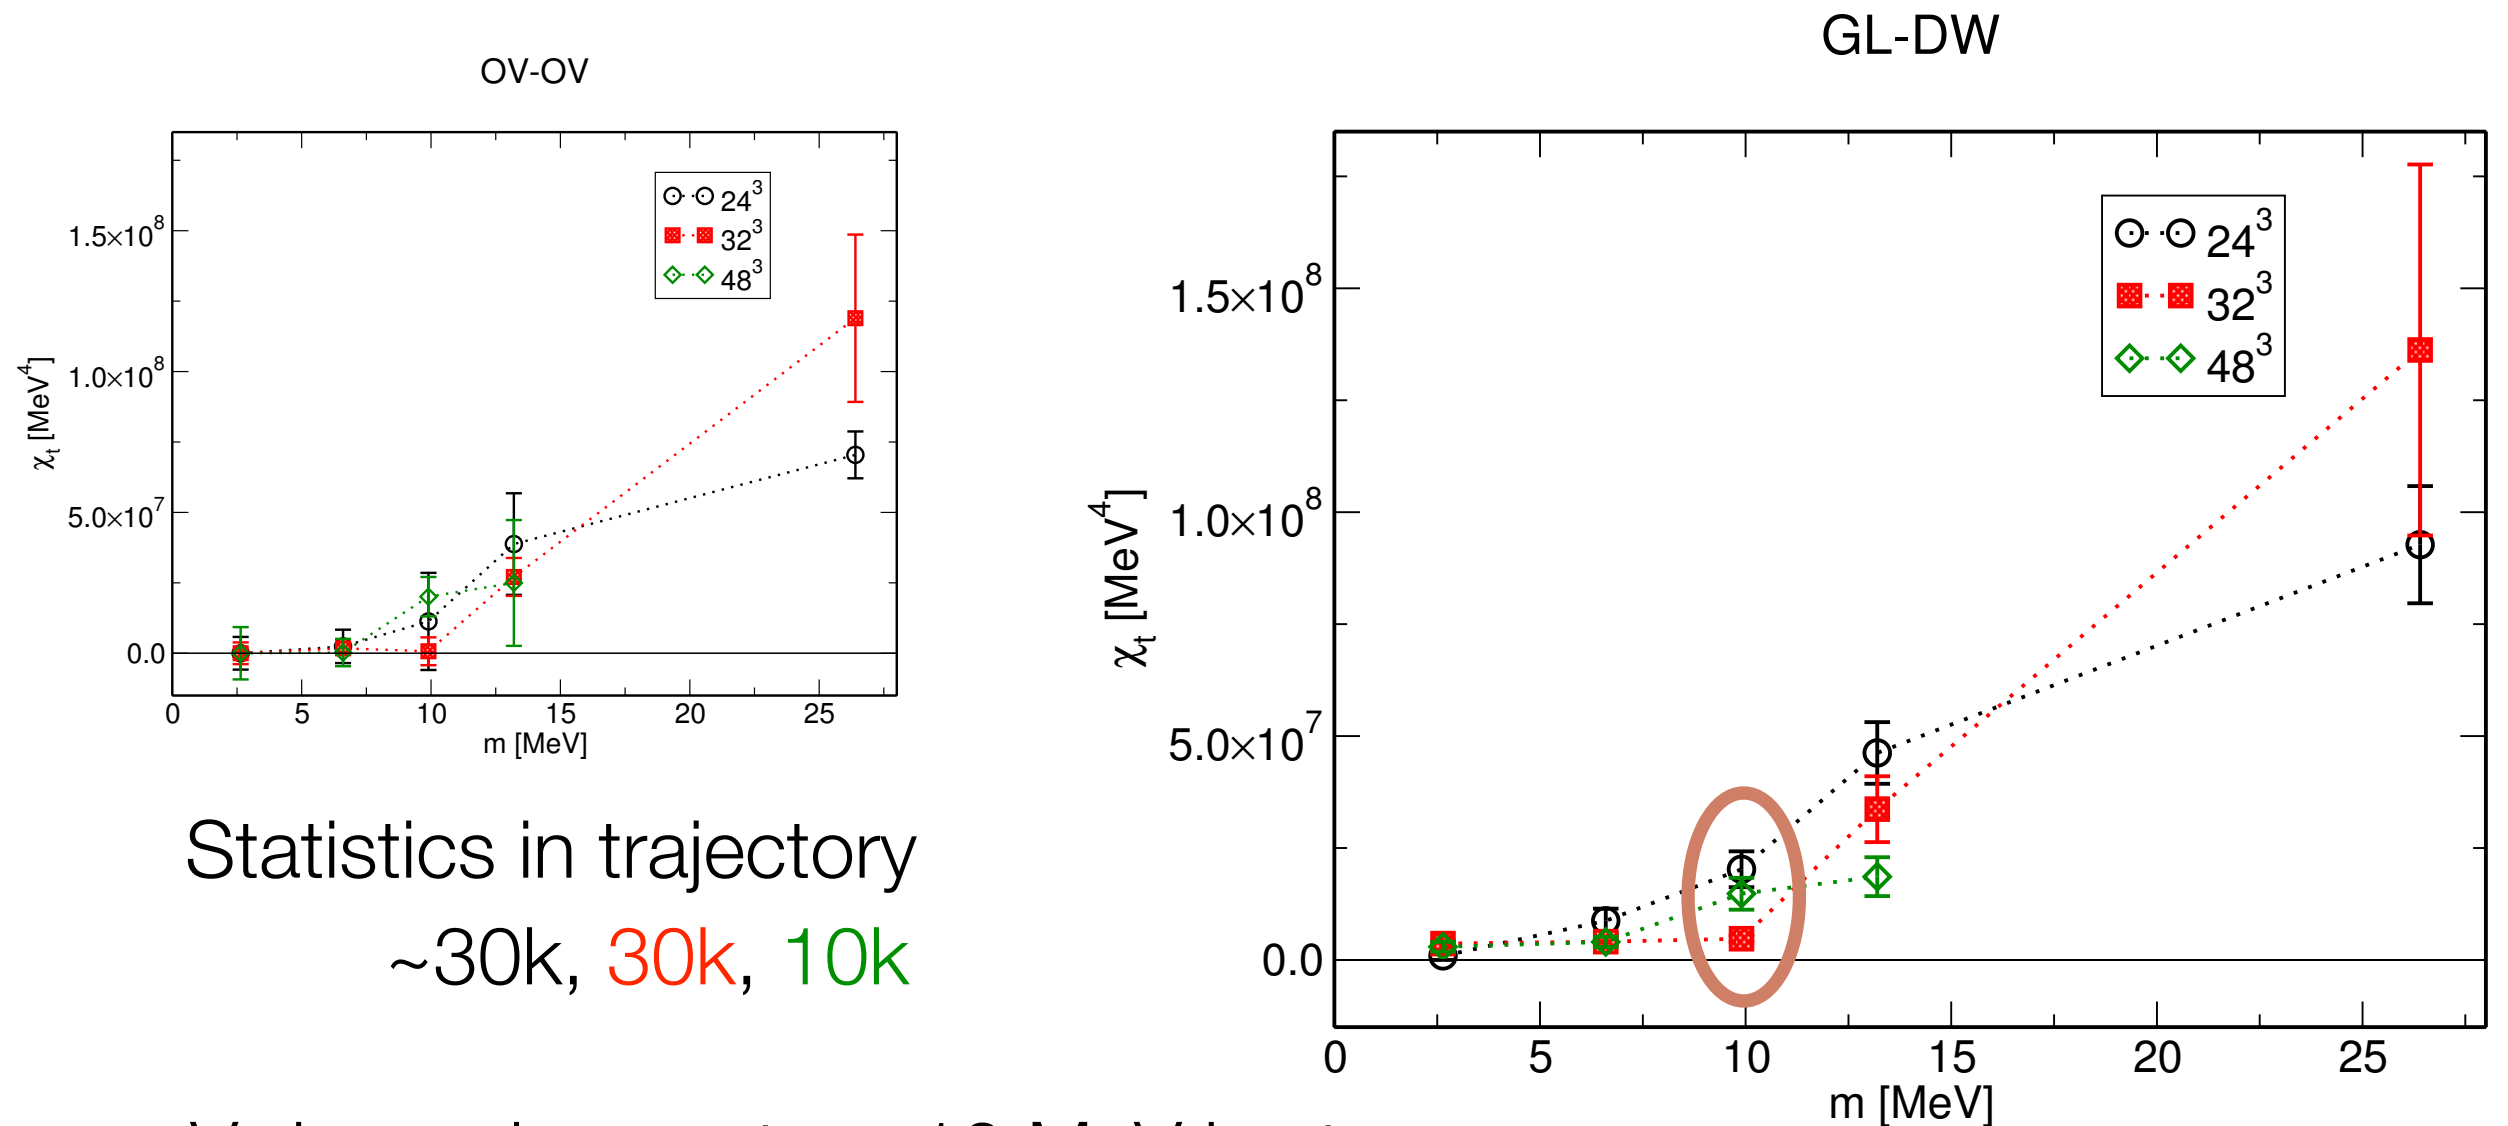 OV-OV
24³
32³
48³
1.5×10⁸
1.0×10⁸
5.0×10⁷
0.0
χt [MeV⁴]
0 5 10 15 20 25
m [MeV]
Statistics in trajectory
~30k, 30k, 10k
GL-DW
24³
32³
48³
1.5×10⁸
1.0×10⁸
5.0×10⁷
0.0
χt [MeV⁴]
0 5 10 15 20 25
m [MeV]